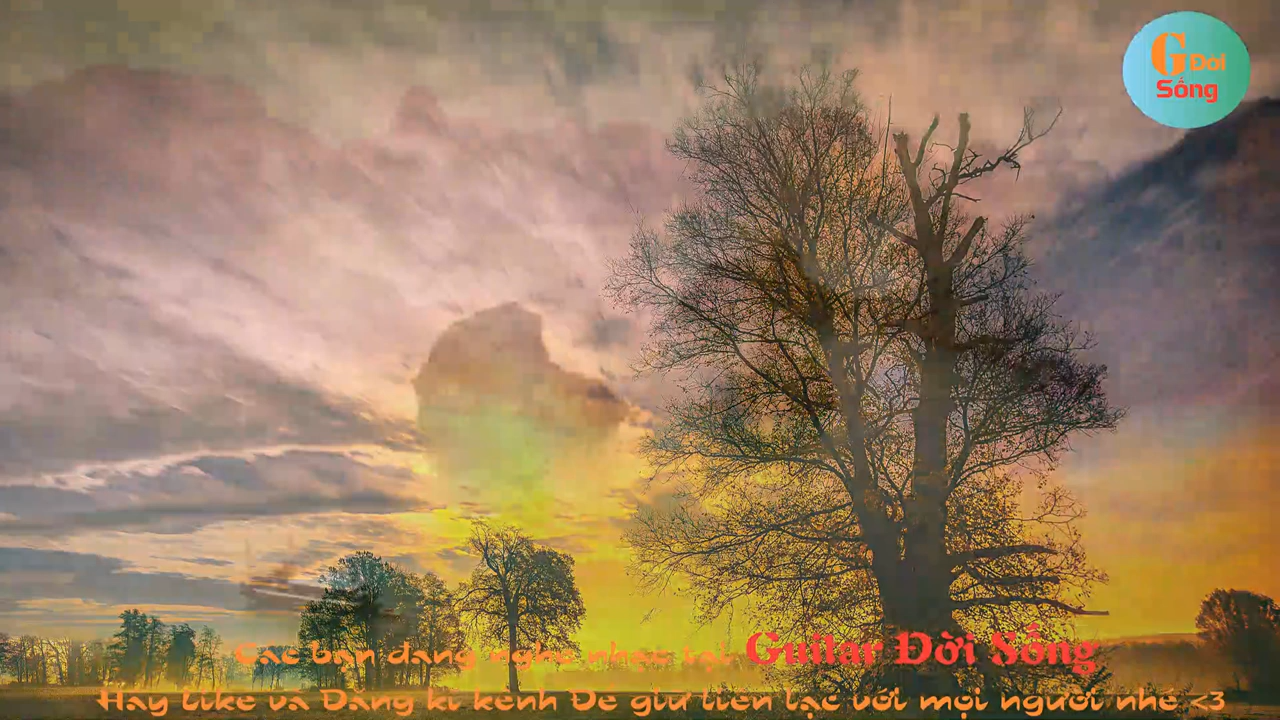 G Đời
Sống
Các bạn đang nghe nhạc tại Guitar Đời Sống
Hãy like và Đăng kí kênh Để giữ liên lạc với mọi người nhé <3